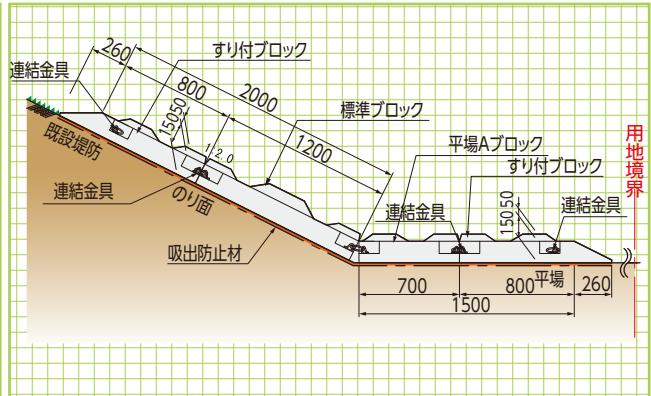 260
すり付ブロック
連結金具
800
2000
標準ブロック
150 50
1200
平場Aブロック
用地境界
既設堤防
1:2.0
すり付ブロック
連結金具
のり面
連結金具
150 50
連結金具
吸出防止材
平場
700
800
260
1500